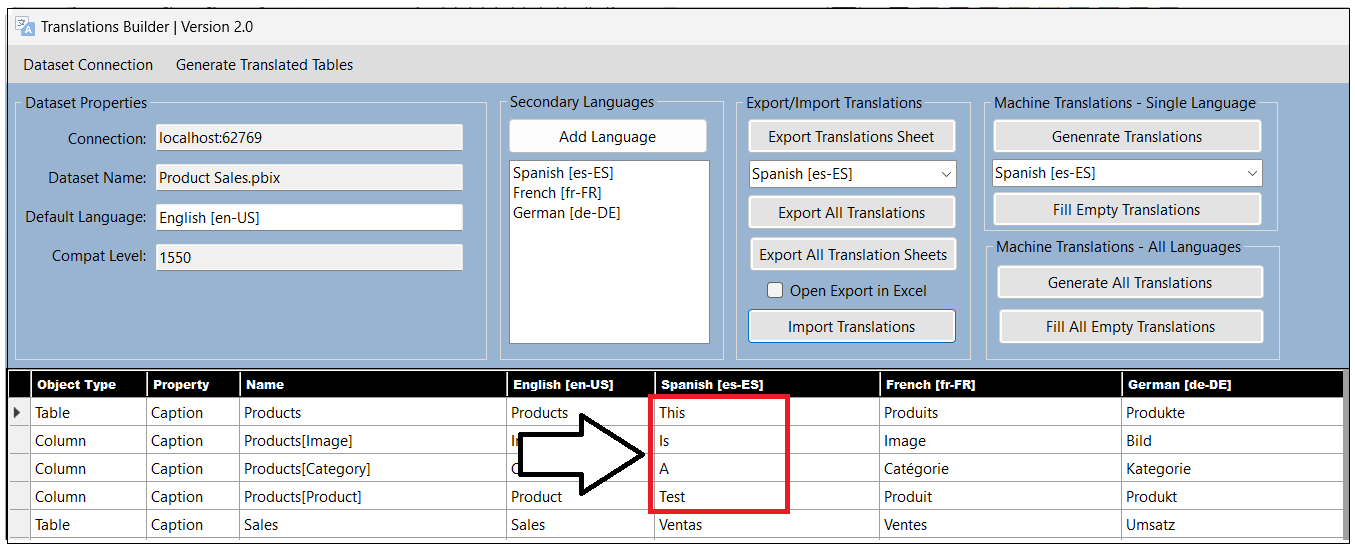 Translations Builder | Version 2.0
Dataset Connection Generate Translated Tables
Dataset Properties
Connection: localhost:62769
Dataset Name: Product Sales.pbix
Default Language: English [en-US]
Compat Level: 1550
Secondary Languages
Add Language
Spanish [es-ES]
French [fr-FR]
German [de-DE]
Export/Import Translations
Export Translations Sheet
Spanish [es-ES]
Export All Translations
Export All Translation Sheets
Open Export in Excel
Import Translations
Machine Translations - Single Language
Genenrate Translations
Spanish [es-ES]
Fill Empty Translations
Machine Translations - All Languages
Generate All Translations
Fill All Empty Translations
Object Type Property Name English [en-US] Spanish [es-ES] French [fr-FR] German [de-DE]
Table Caption Products Products This Produits Produkte
Column Caption Products[Image] Is Image Bild
Column Caption Products[Category] A Catégorie Kategorie
Column Caption Products[Product] Product Test Produit Produkt
Table Caption Sales Sales Ventas Ventes Umsatz